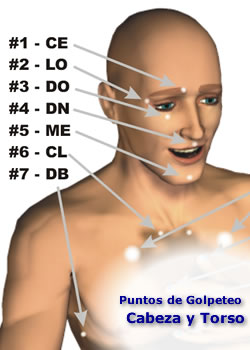 #1 - CE
#2 - LO
#3 - DO
#4 - DN
#5 - ME
#6 - CL
#7 - DB
Puntos de Golpeteo
Cabeza y Torso